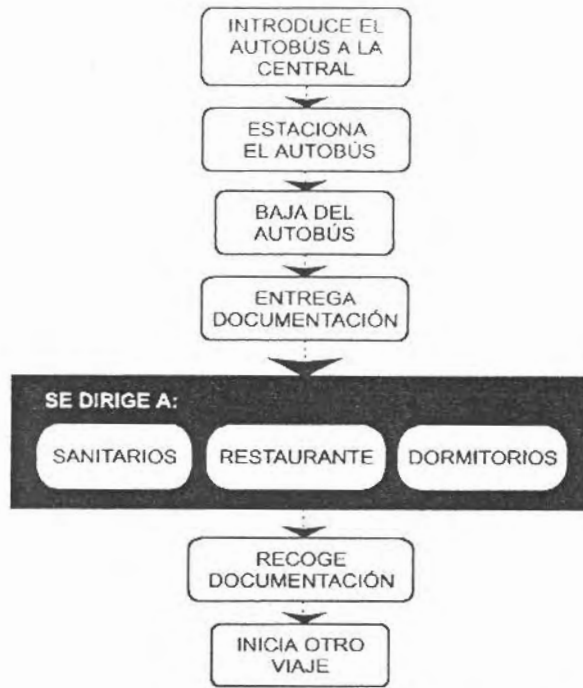 INTRODUCE EL
AUTOBÚS A LA
CENTRAL
ESTACIONA
EL AUTOBÚS
BAJA DEL
AUTOBÚS
ENTREGA
DOCUMENTACIÓN
SE DIRIGE A:
SANITARIOS RESTAURANTE DORMITORIOS
RECOGE
DOCUMENTACIÓN
INICIA OTRO
VIAJE